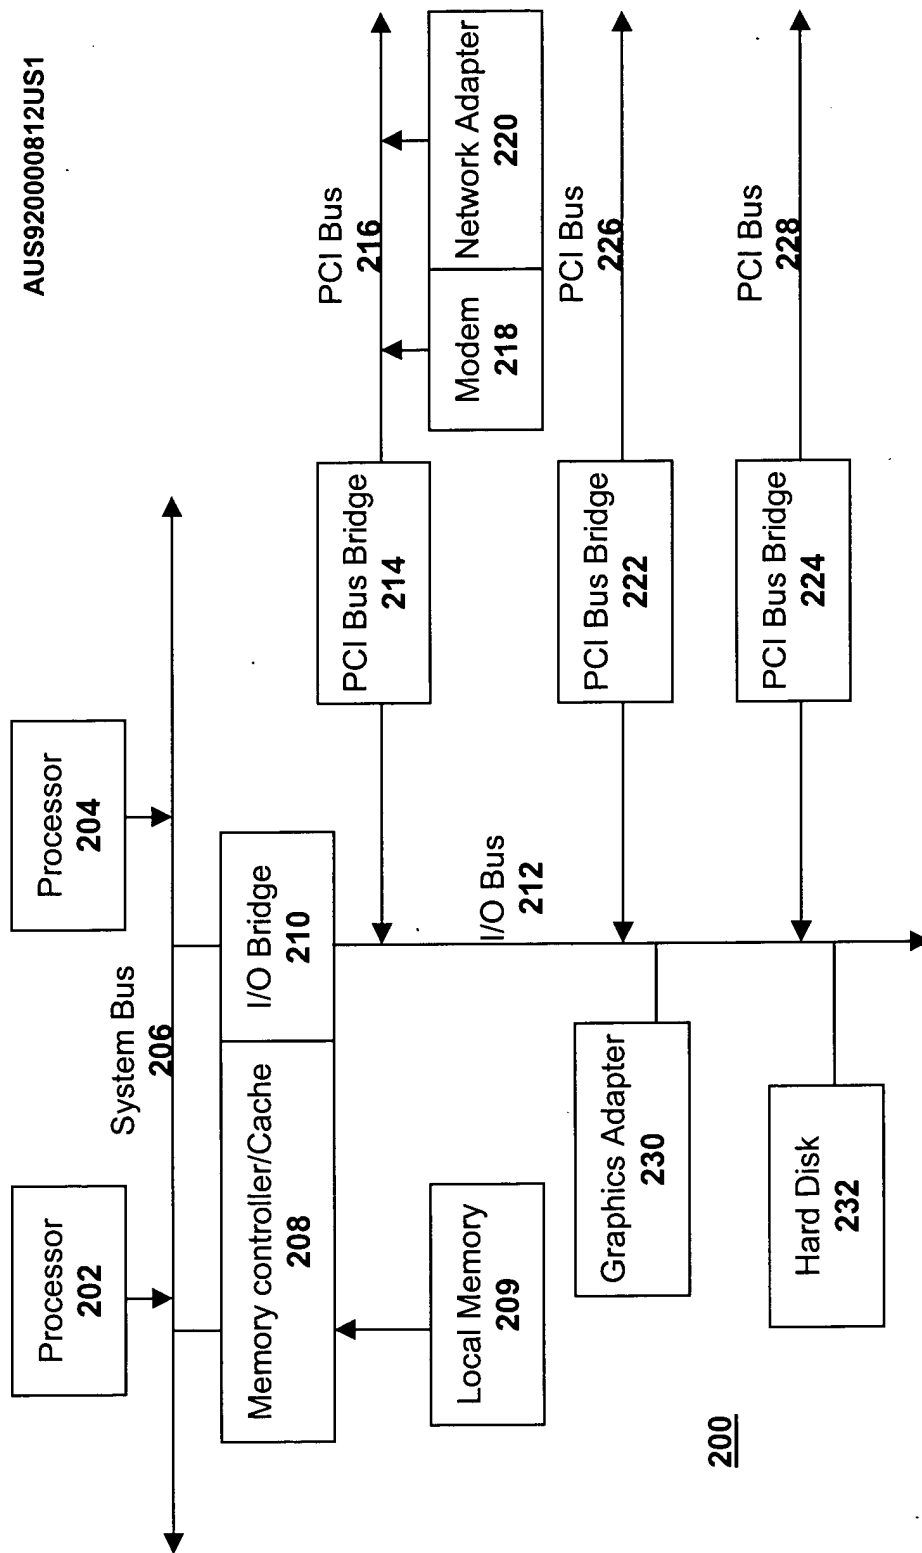 AUS920000812US1
Processor
202
Processor
204
System Bus
206
Memory controller/Cache
208
I/O Bridge
210
Local Memory
209
PCI Bus Bridge
214
PCI Bus
216
Modem
218
Network Adapter
220
I/O Bus
212
PCI Bus Bridge
222
PCI Bus
226
Graphics Adapter
230
PCI Bus Bridge
224
PCI Bus
228
Hard Disk
232
200